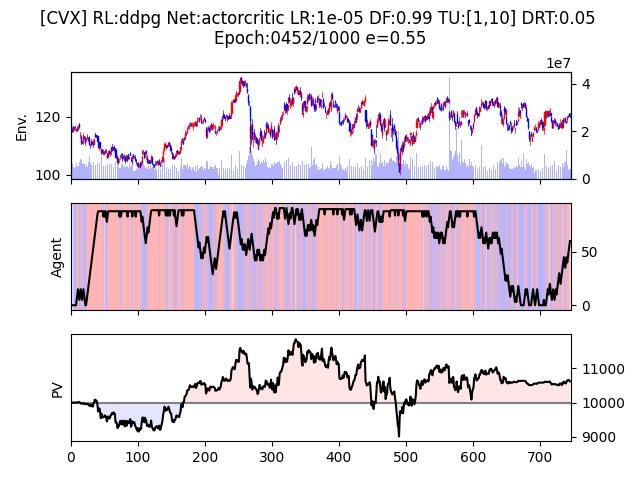 [CVX] RL:ddpg Net:actorcritic LR:1e-05 DF:0.99 TU:[1,10] DRT:0.05
Epoch:0452/1000 e=0.55
1e7
Env.
120
100
4
2
0
Agent
50
0
PV
11000
10000
9000
0 100 200 300 400 500 600 700